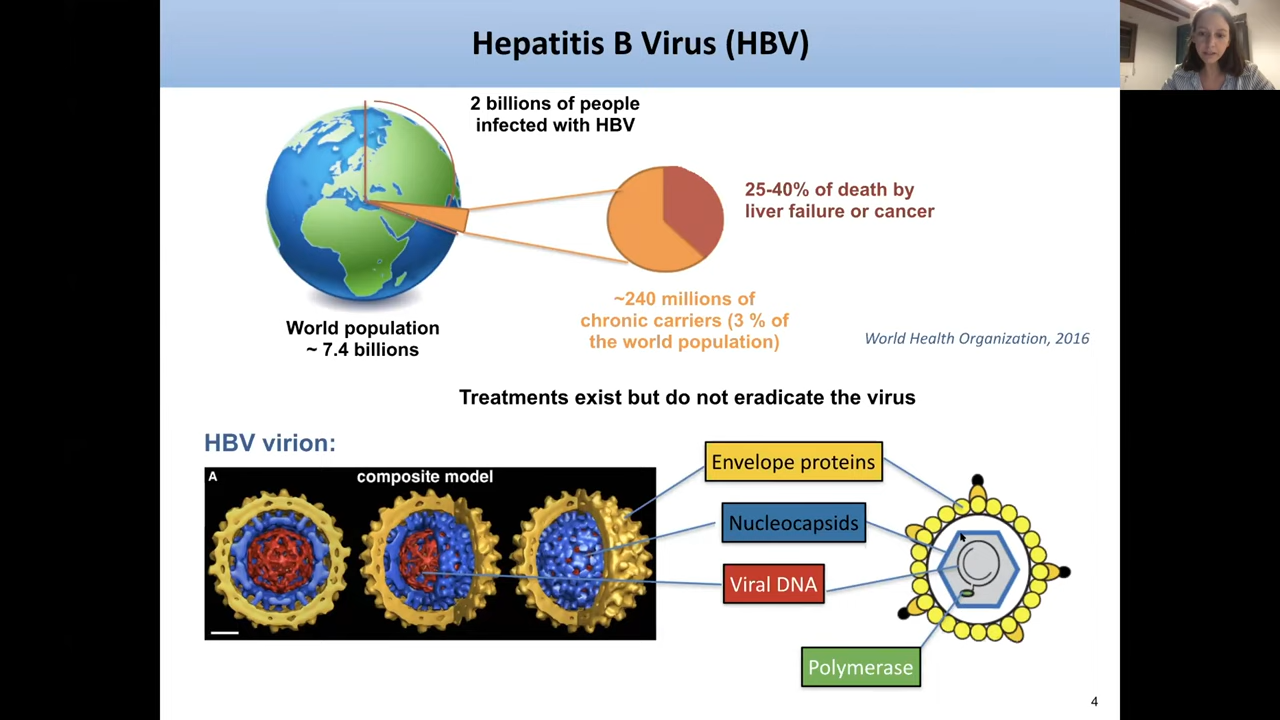 Hepatitis B Virus (HBV)
2 billions of people
infected with HBV
25-40% of death by
liver failure or cancer
~240 millions of
chronic carriers (3 % of
the world population)
World population
~ 7.4 billions
World Health Organization, 2016
Treatments exist but do not eradicate the virus
HBV virion:
A
composite model
Envelope proteins
Nucleocapsids
Viral DNA
Polymerase
4